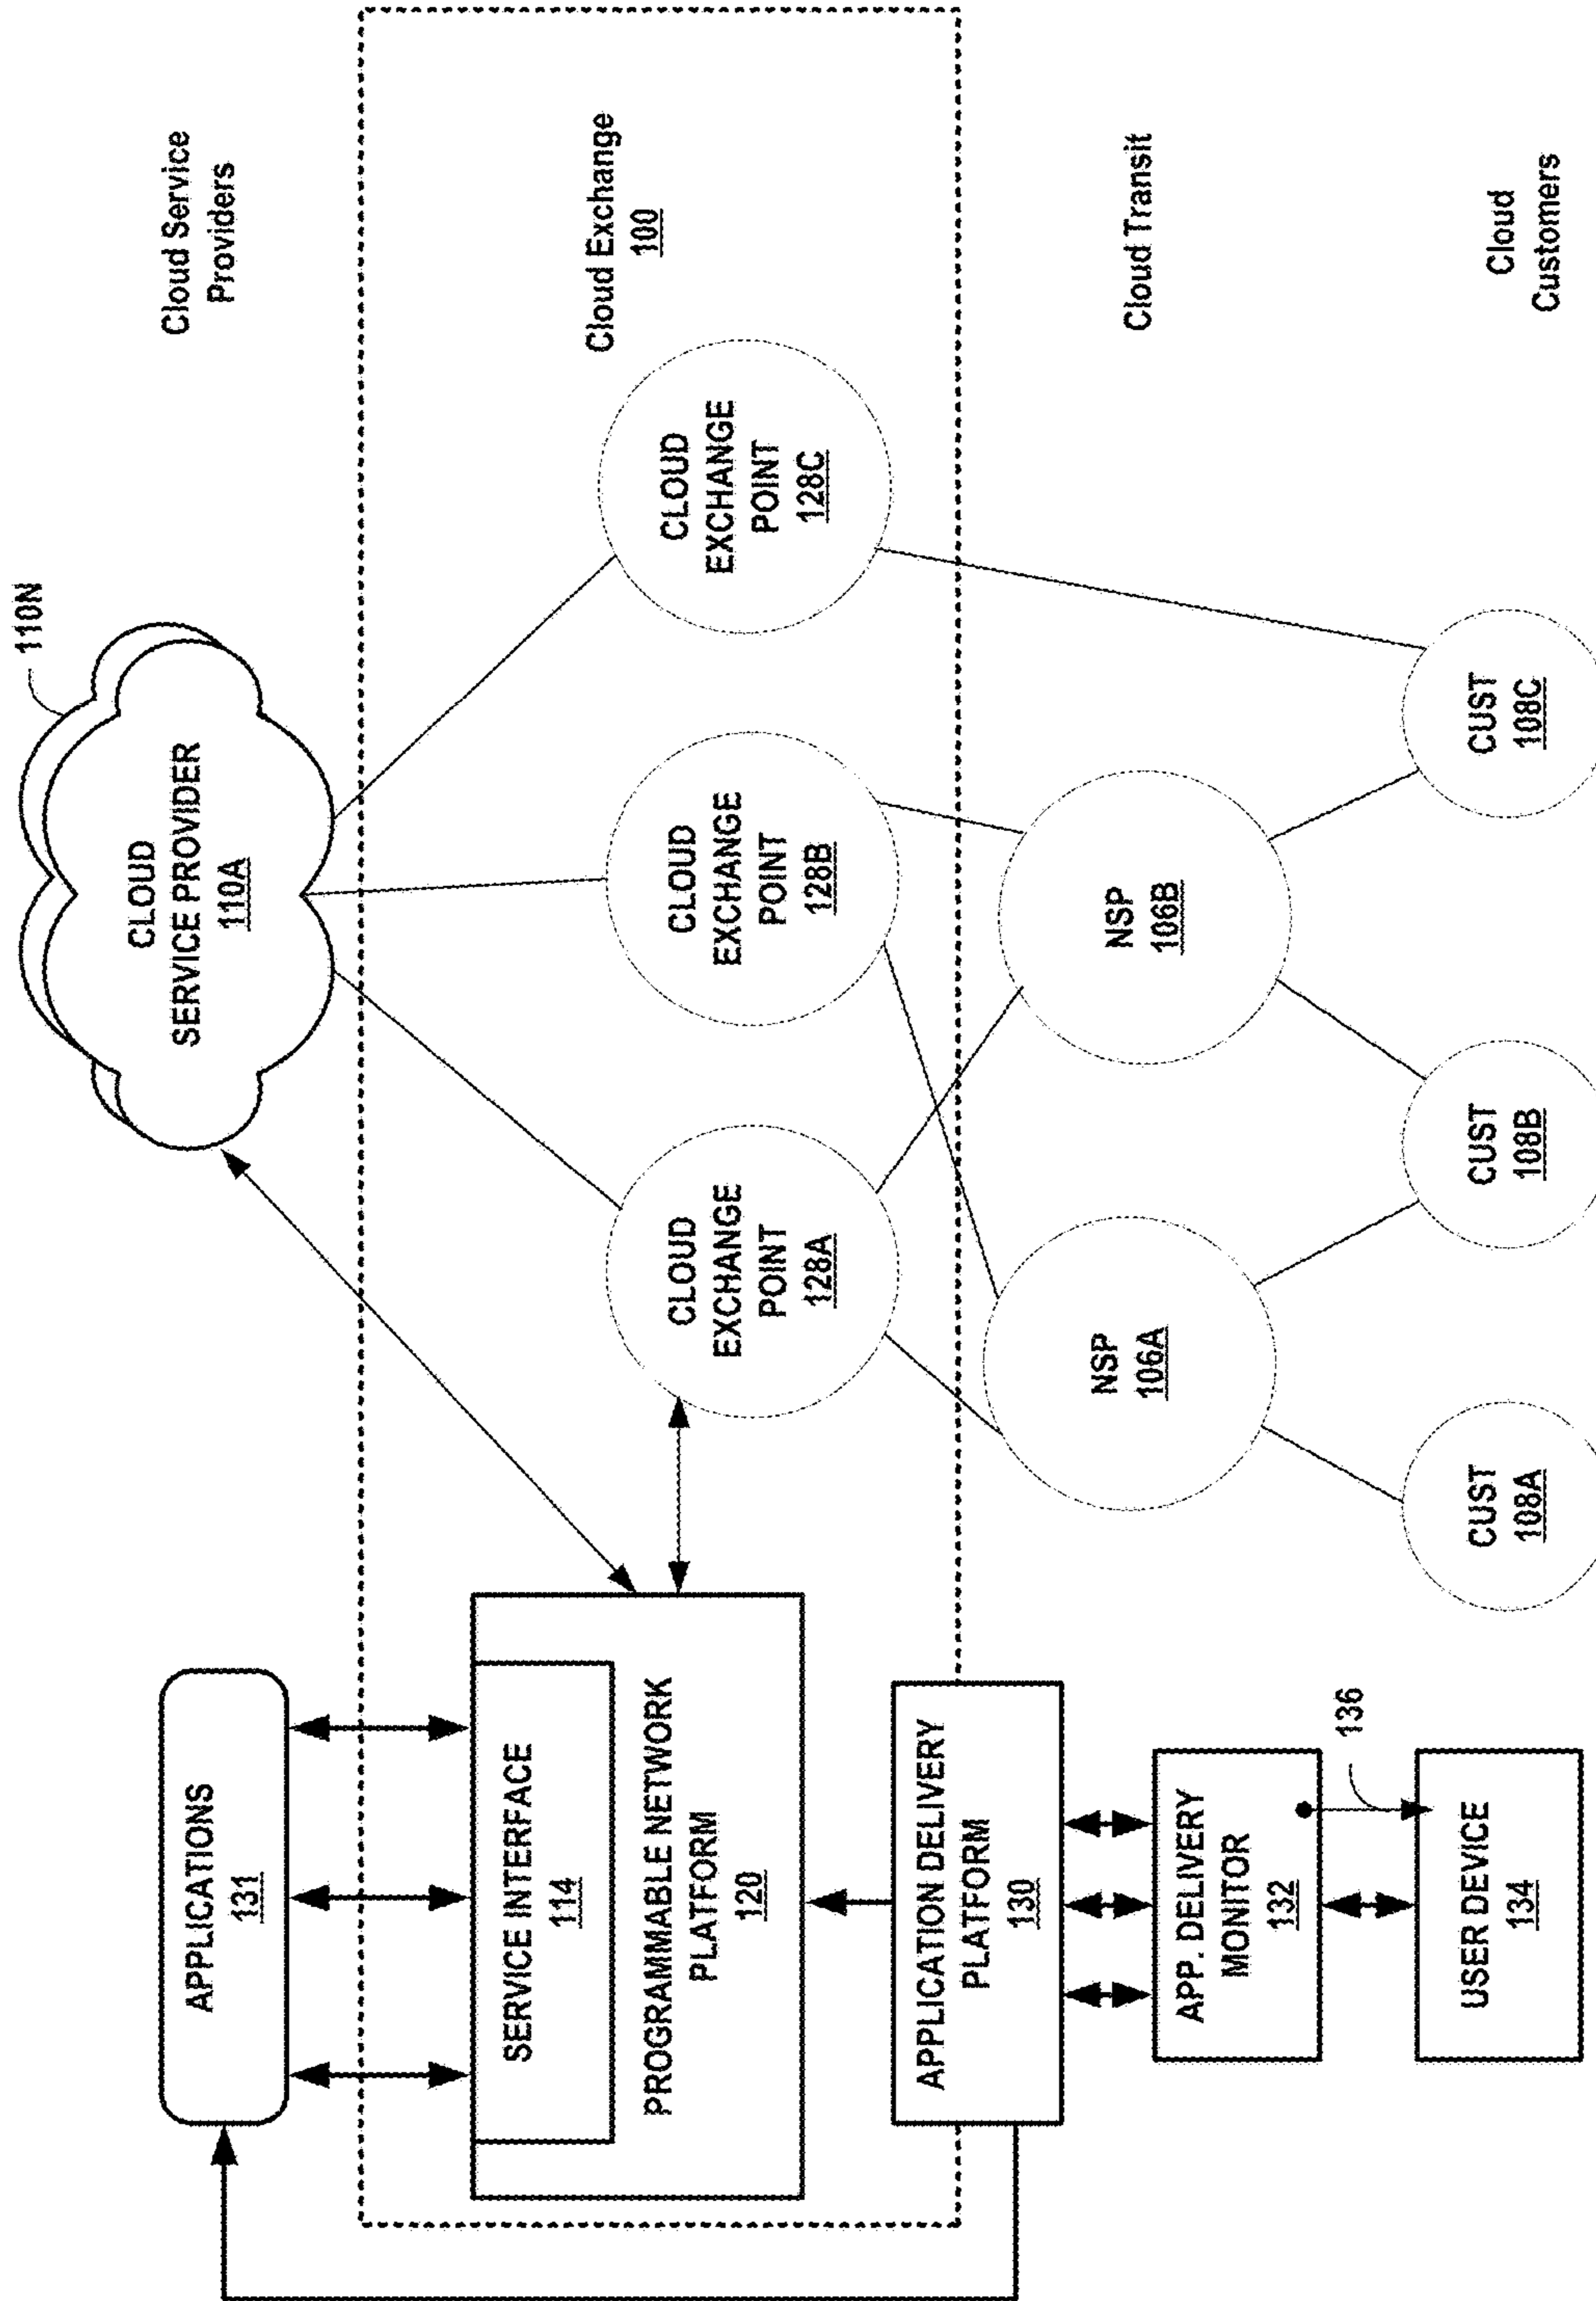 110N
CLOUD
SERVICE PROVIDER
110A
Cloud Service
Providers
APPLICATIONS
131
SERVICE INTERFACE
114
PROGRAMMABLE NETWORK
PLATFORM
120
CLOUD
EXCHANGE
POINT
128A
CLOUD
EXCHANGE
POINT
128B
CLOUD
EXCHANGE
POINT
128C
Cloud Exchange
100
APPLICATION DELIVERY
PLATFORM
130
NSP
106A
NSP
106B
Cloud Transit
APP. DELIVERY
MONITOR
132
136
USER DEVICE
134
CUST
108A
CUST
108B
CUST
108C
Cloud
Customers